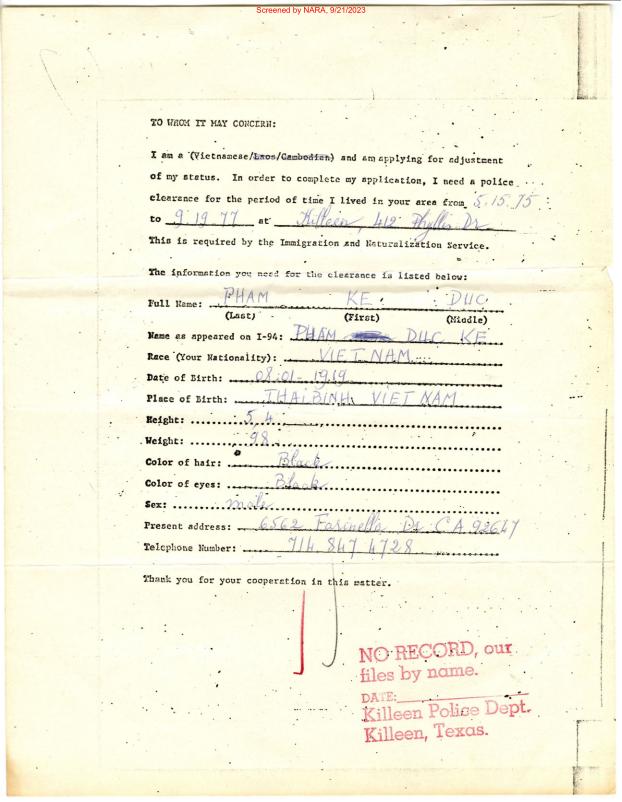 Screened by NARA, 9/21/2023
TO WHOM IT MAY CONCERN:
I am a (Vietnamese/Laos/Cambodian) and am applying for adjustment
of my status. In order to complete my application, I need a police
clearance for the period of time I lived in your area from 5.15.75
to 9.19.77 at Killeen, 412 Phyllis Dr.
This is required by the Immigration and Naturalization Service.
The information you need for the clearance is listed below:
Full Name: PHAM KE DUC
(Last) (First) (Middle)
Name as appeared on I-94: PHAM DUC KE
Race (Your Nationality): VIET NAM
Date of Birth: 08.01-1919
Place of Birth: THAIBINH VIET NAM
Height: 5,4
Weight: 98
Color of hair: Black
Color of eyes: Black
Sex: male
Present address: 6562 Farinella Dr CA 92647
Telephone Number: 714 847 4728
Thank you for your cooperation in this matter.
NO RECORD, our
files by name.
DATE:
Killeen Police Dept.
Killeen, Texas.